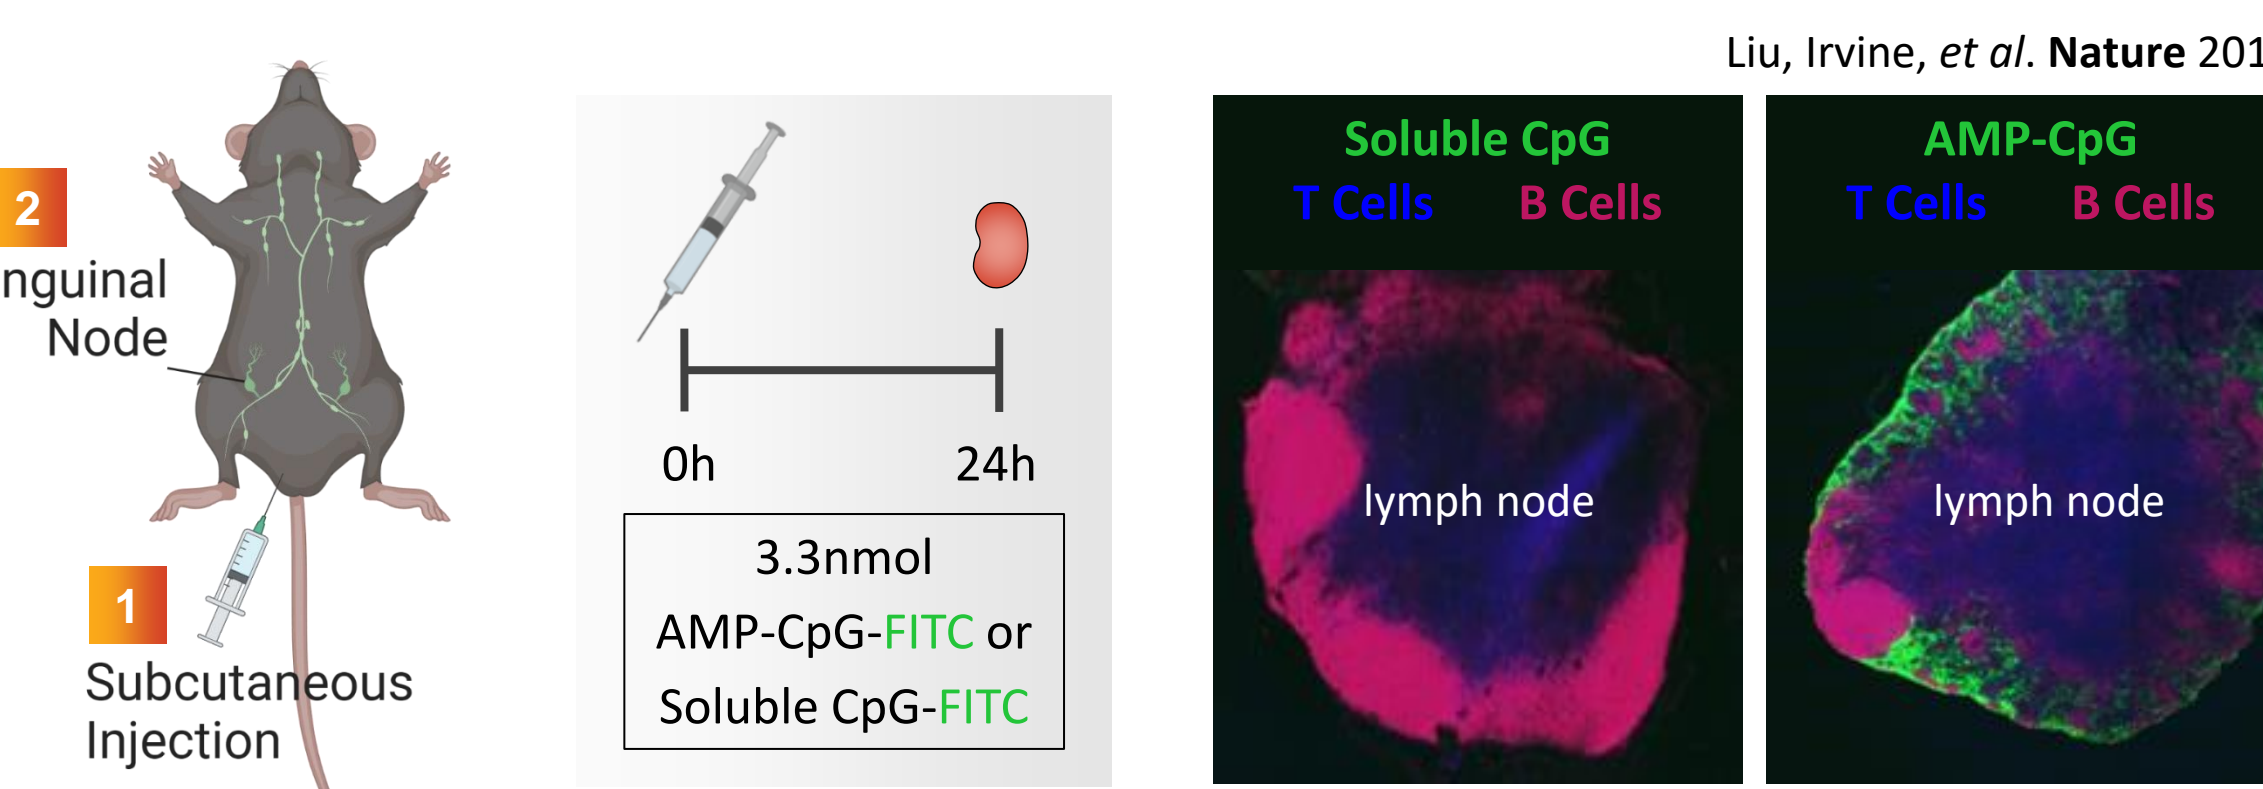 Liu, Irvine, et al. Nature 201
2
nguinal
Node
1
Subcutaneous
Injection
0h
24h
3.3nmol
AMP-CpG-FITC or
Soluble CpG-FITC
Soluble CpG
T Cells B Cells
lymph node
AMP-CpG
T Cells B Cells
lymph node